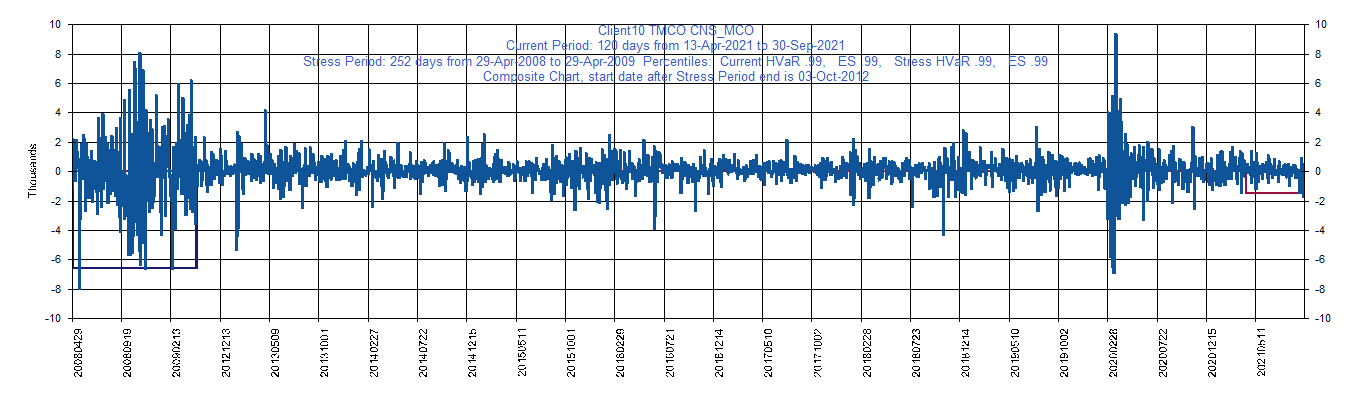 Client10 TMCO CNS_MCO
Current Period: 120 days from 13-Apr-2021 to 30-Sep-2021
Stress Period: 252 days from 29-Apr-2008 to 29-Apr-2009 Percentiles: Current HVaR .99, ES .99, Stress HVaR .99, ES .99
Composite Chart, start date after Stress Period end is 03-Oct-2012
10 10
8 8
6 6
4 4
2 2
0 0
-2 -2
-4 -4
-6 -6
-8 -8
-10 -10
Thousands
20080429 20080919 20090213 20121213 20130509 20131001 20140227 20140722 20141215 20150511 20151001 20160229 20160721 20161214 20170510 20171002 20180228 20180723 20181214 20190510 20191002 20200228 20200722 20201215 20210511